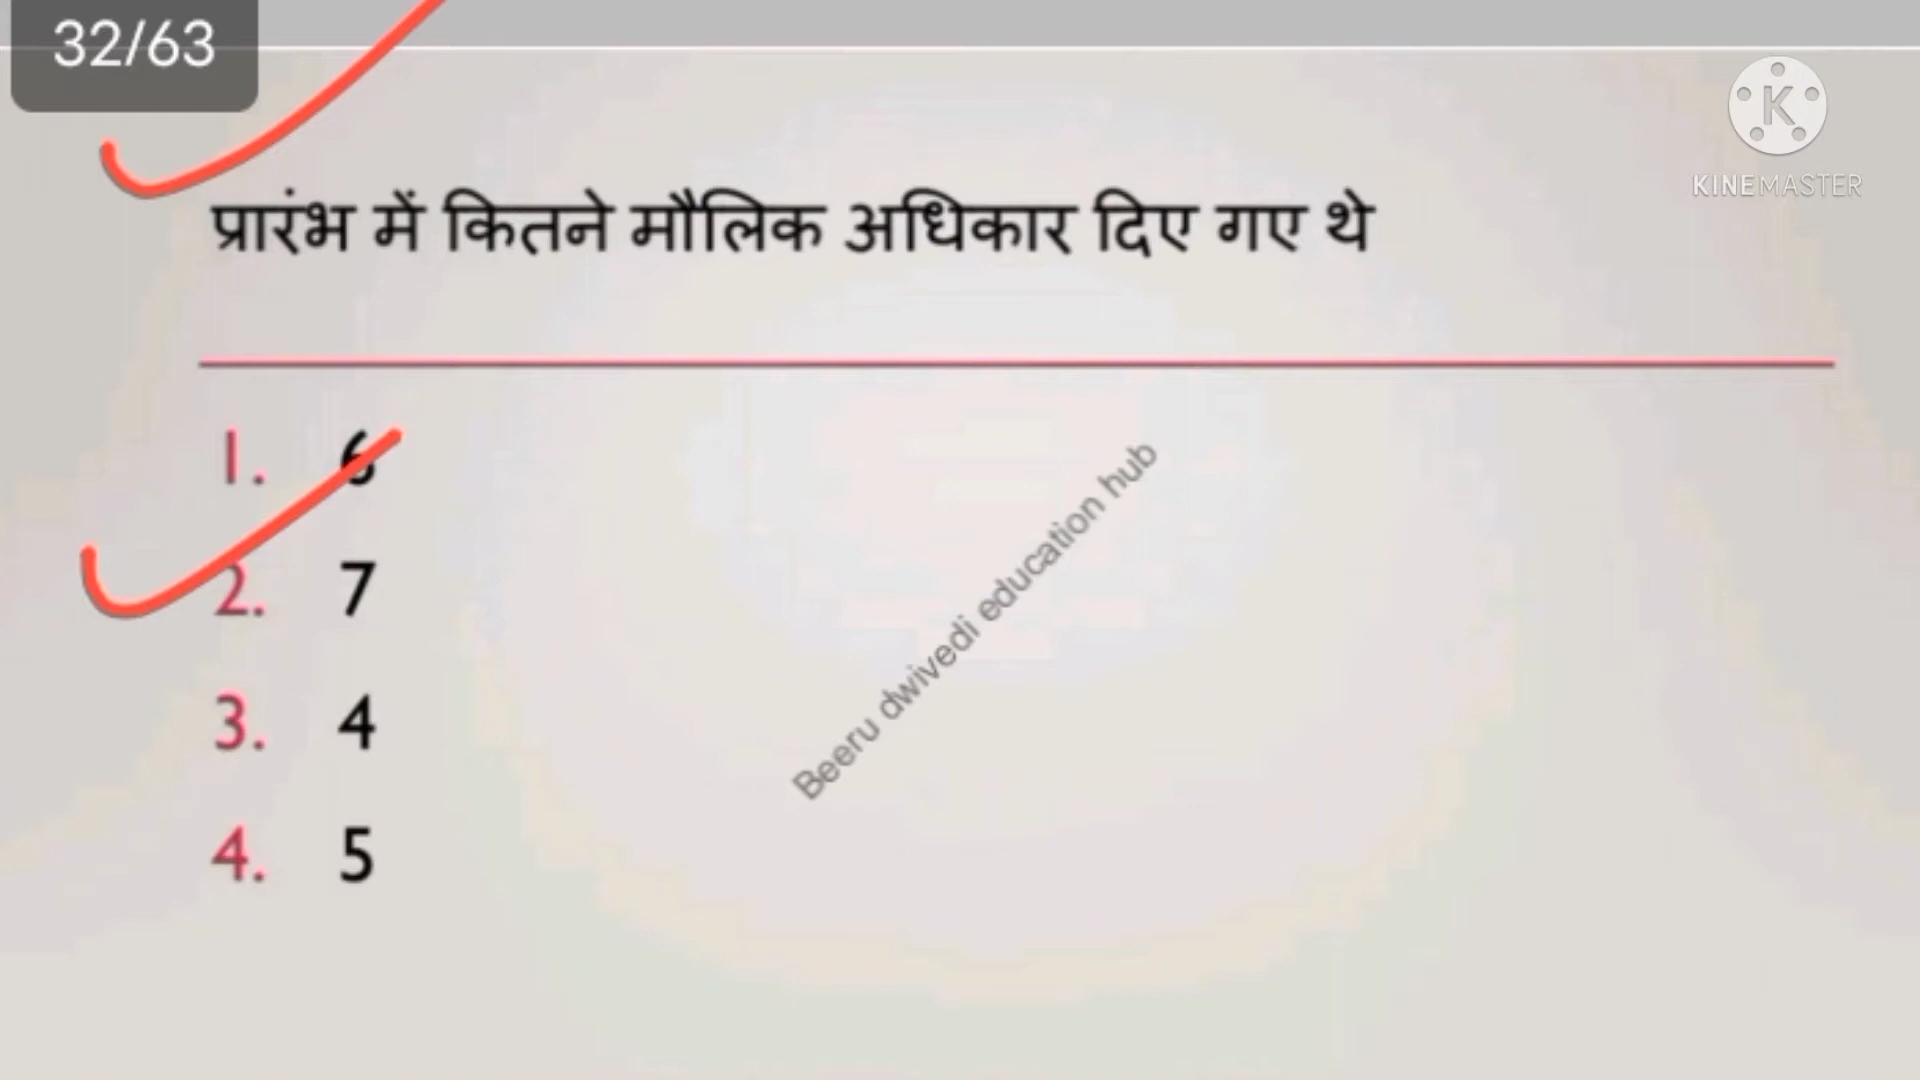 32/63
KINEMASTER
प्रारंभ में कितने मौलिक अधिकार दिए गए थे
1. 6
2. 7
3. 4
4. 5
Beeru dwivedi education hub